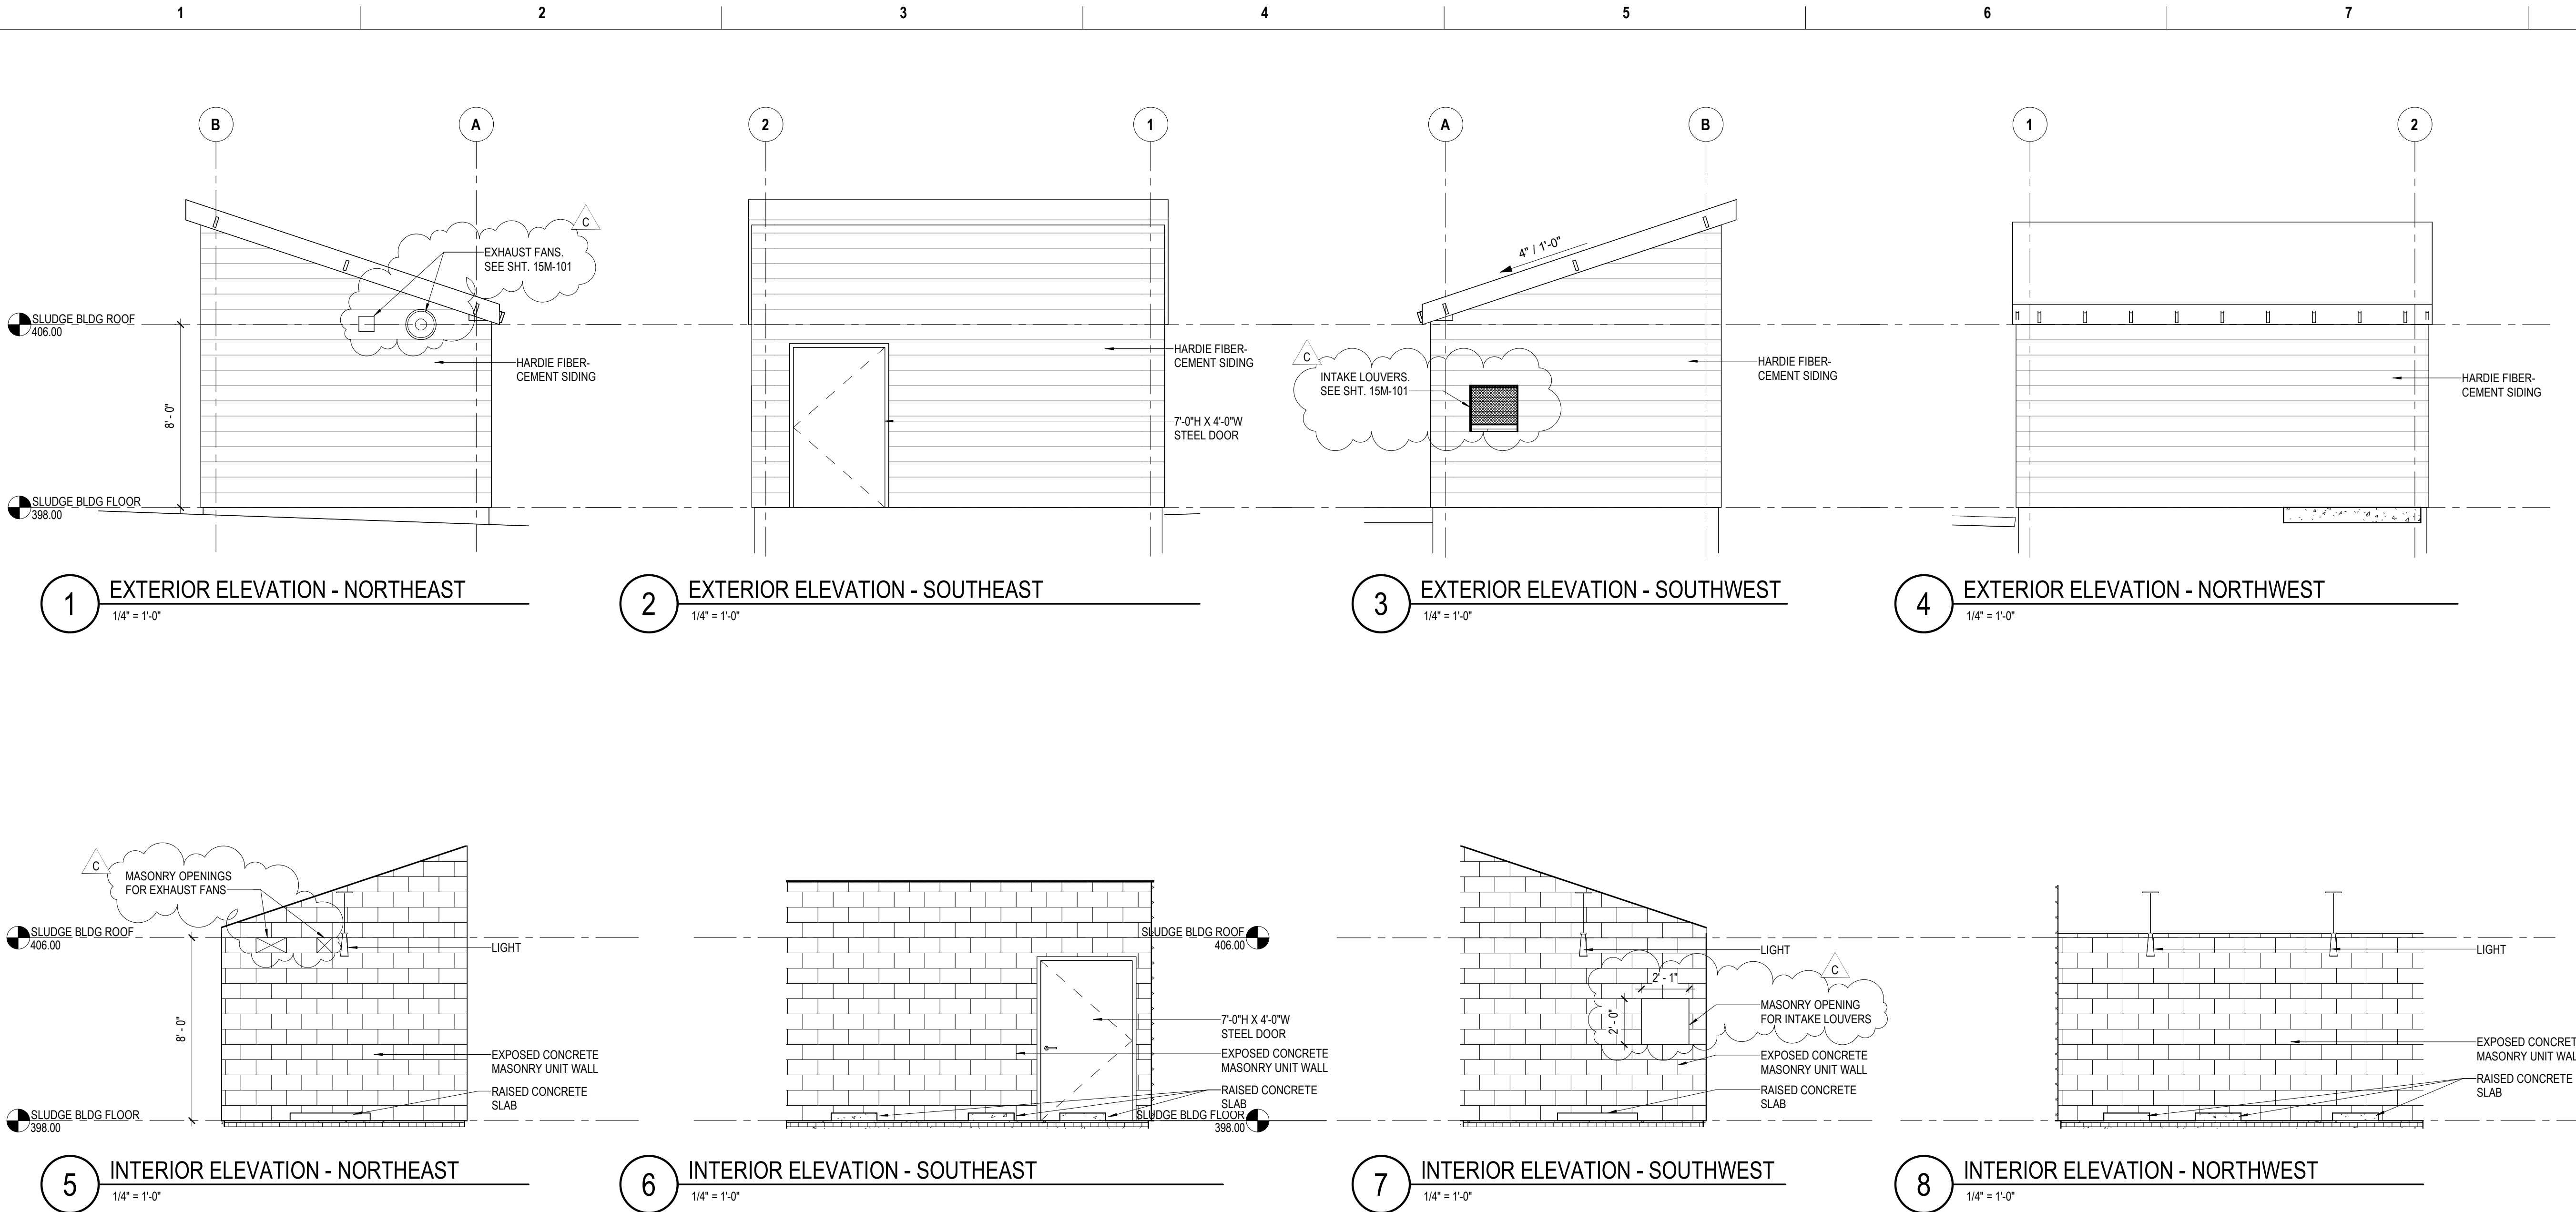 1 2 3 4 5 6 7
B A
2 1
A B
1 2
C
EXHAUST FANS.
SEE SHT. 15M-101
SLUDGE BLDG ROOF
406.00
HARDIE FIBER-
CEMENT SIDING
8' - 0"
SLUDGE BLDG FLOOR
398.00
HARDIE FIBER-
CEMENT SIDING
7'-0"H X 4'-0"W
STEEL DOOR
4" / 1'-0"
C
INTAKE LOUVERS.
SEE SHT. 15M-101
HARDIE FIBER-
CEMENT SIDING
HARDIE FIBER-
CEMENT SIDING
1 EXTERIOR ELEVATION - NORTHEAST
1/4" = 1'-0"
2 EXTERIOR ELEVATION - SOUTHEAST
1/4" = 1'-0"
3 EXTERIOR ELEVATION - SOUTHWEST
1/4" = 1'-0"
4 EXTERIOR ELEVATION - NORTHWEST
1/4" = 1'-0"
C
MASONRY OPENINGS
FOR EXHAUST FANS
SLUDGE BLDG ROOF
406.00
LIGHT
8' - 0"
EXPOSED CONCRETE
MASONRY UNIT WALL
RAISED CONCRETE
SLAB
SLUDGE BLDG FLOOR
398.00
SLUDGE BLDG ROOF
406.00
7'-0"H X 4'-0"W
STEEL DOOR
EXPOSED CONCRETE
MASONRY UNIT WALL
RAISED CONCRETE
SLAB
SLUDGE BLDG FLOOR
398.00
LIGHT
C
2' - 1"
2' - 0"
MASONRY OPENING
FOR INTAKE LOUVERS
EXPOSED CONCRETE
MASONRY UNIT WALL
RAISED CONCRETE
SLAB
LIGHT
EXPOSED
MASONRY UNIT
RAISED CONCRETE
SLAB
5 INTERIOR ELEVATION - NORTHEAST
1/4" = 1'-0"
6 INTERIOR ELEVATION - SOUTHEAST
1/4" = 1'-0"
7 INTERIOR ELEVATION - SOUTHWEST
1/4" = 1'-0"
8 INTERIOR ELEVATION - NORTHWEST
1/4" = 1'-0"